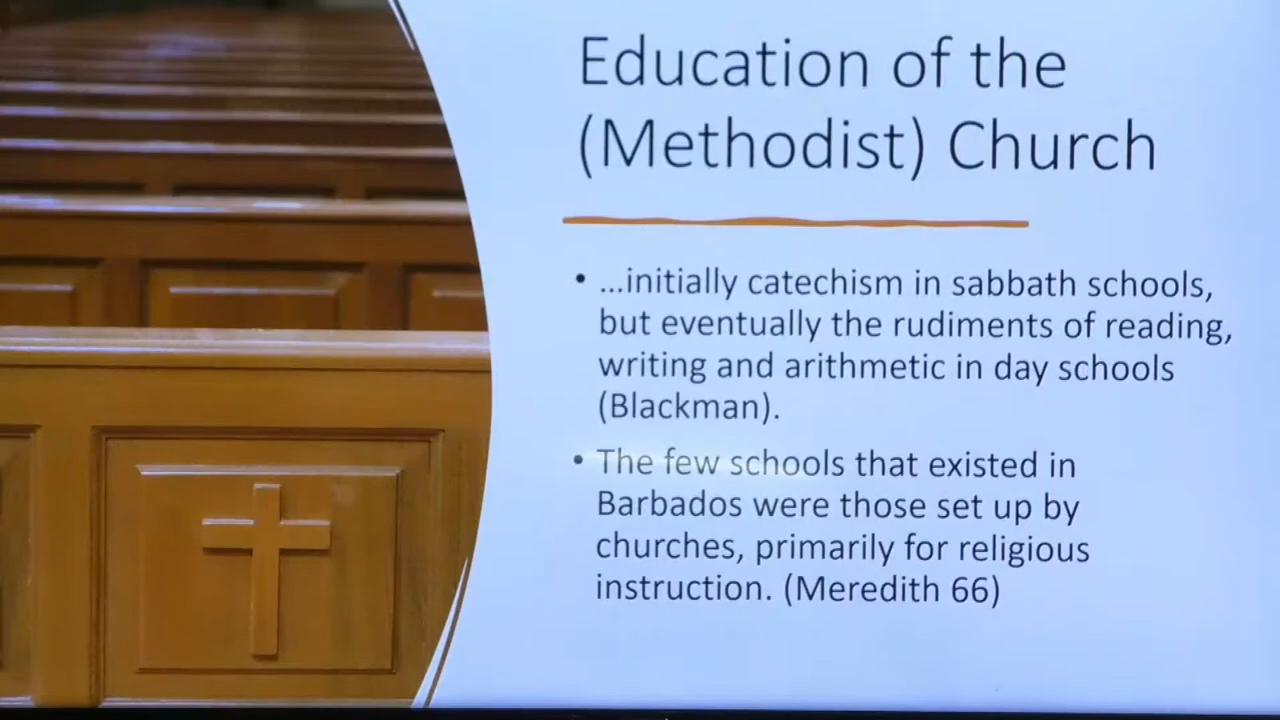 Education of the
(Methodist) Church
• ...initially catechism in sabbath schools,
but eventually the rudiments of reading,
writing and arithmetic in day schools
(Blackman).
• The few schools that existed in
Barbados were those set up by
churches, primarily for religious
instruction. (Meredith 66)